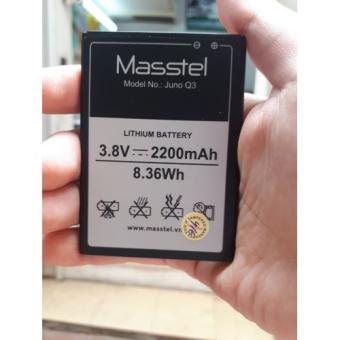 Masstel
Model No.: Juno Q3
LITHIUM BATTERY
3.8V 2200mAh
8.36Wh
www.masstel.vn